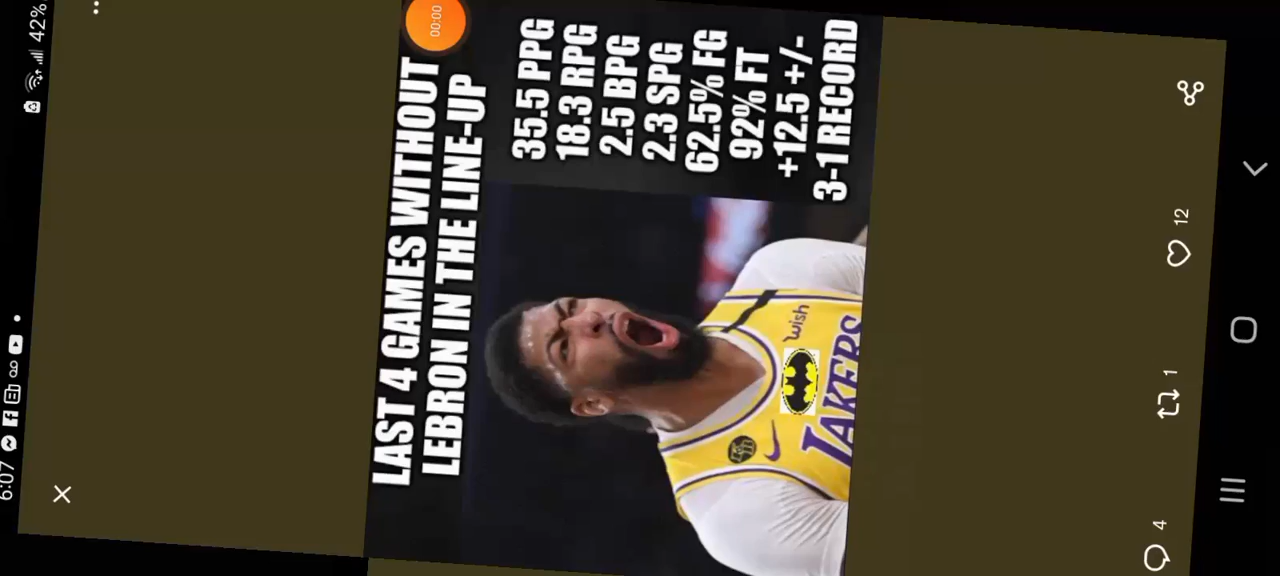 6:07
42%
00:00
LAST 4 GAMES WITHOUT
LEBRON IN THE LINE-UP
35.5 PPG
18.3 RPG
2.5 BPG
2.3 SPG
62.5% FG
92% FT
+12.5 +/-
3-1 RECORD
wish
LAKERS
4
1
12